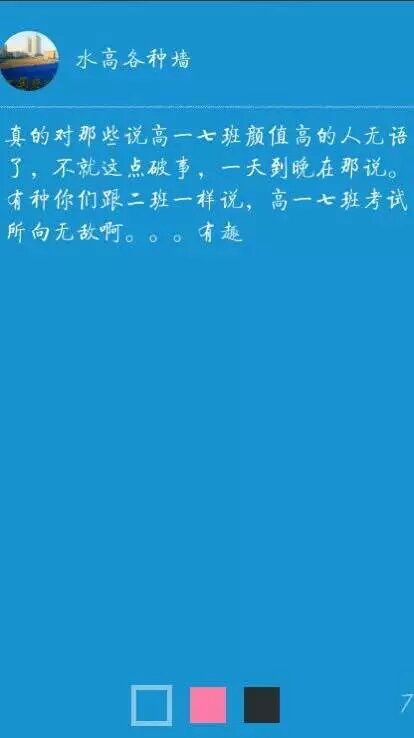 水高各种墙
真的对那些说高一七班颜值高的人无语
了，不就这点破事，一天到晚在那说。
有种你们跟二班一样说，高一七班考试
所向无敌啊。。。有趣
7